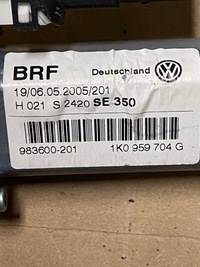 BRF Deutschland
19/06.05.2005/201
H 021 S 2420 SE 350
983600-201 1K0 959 704 G